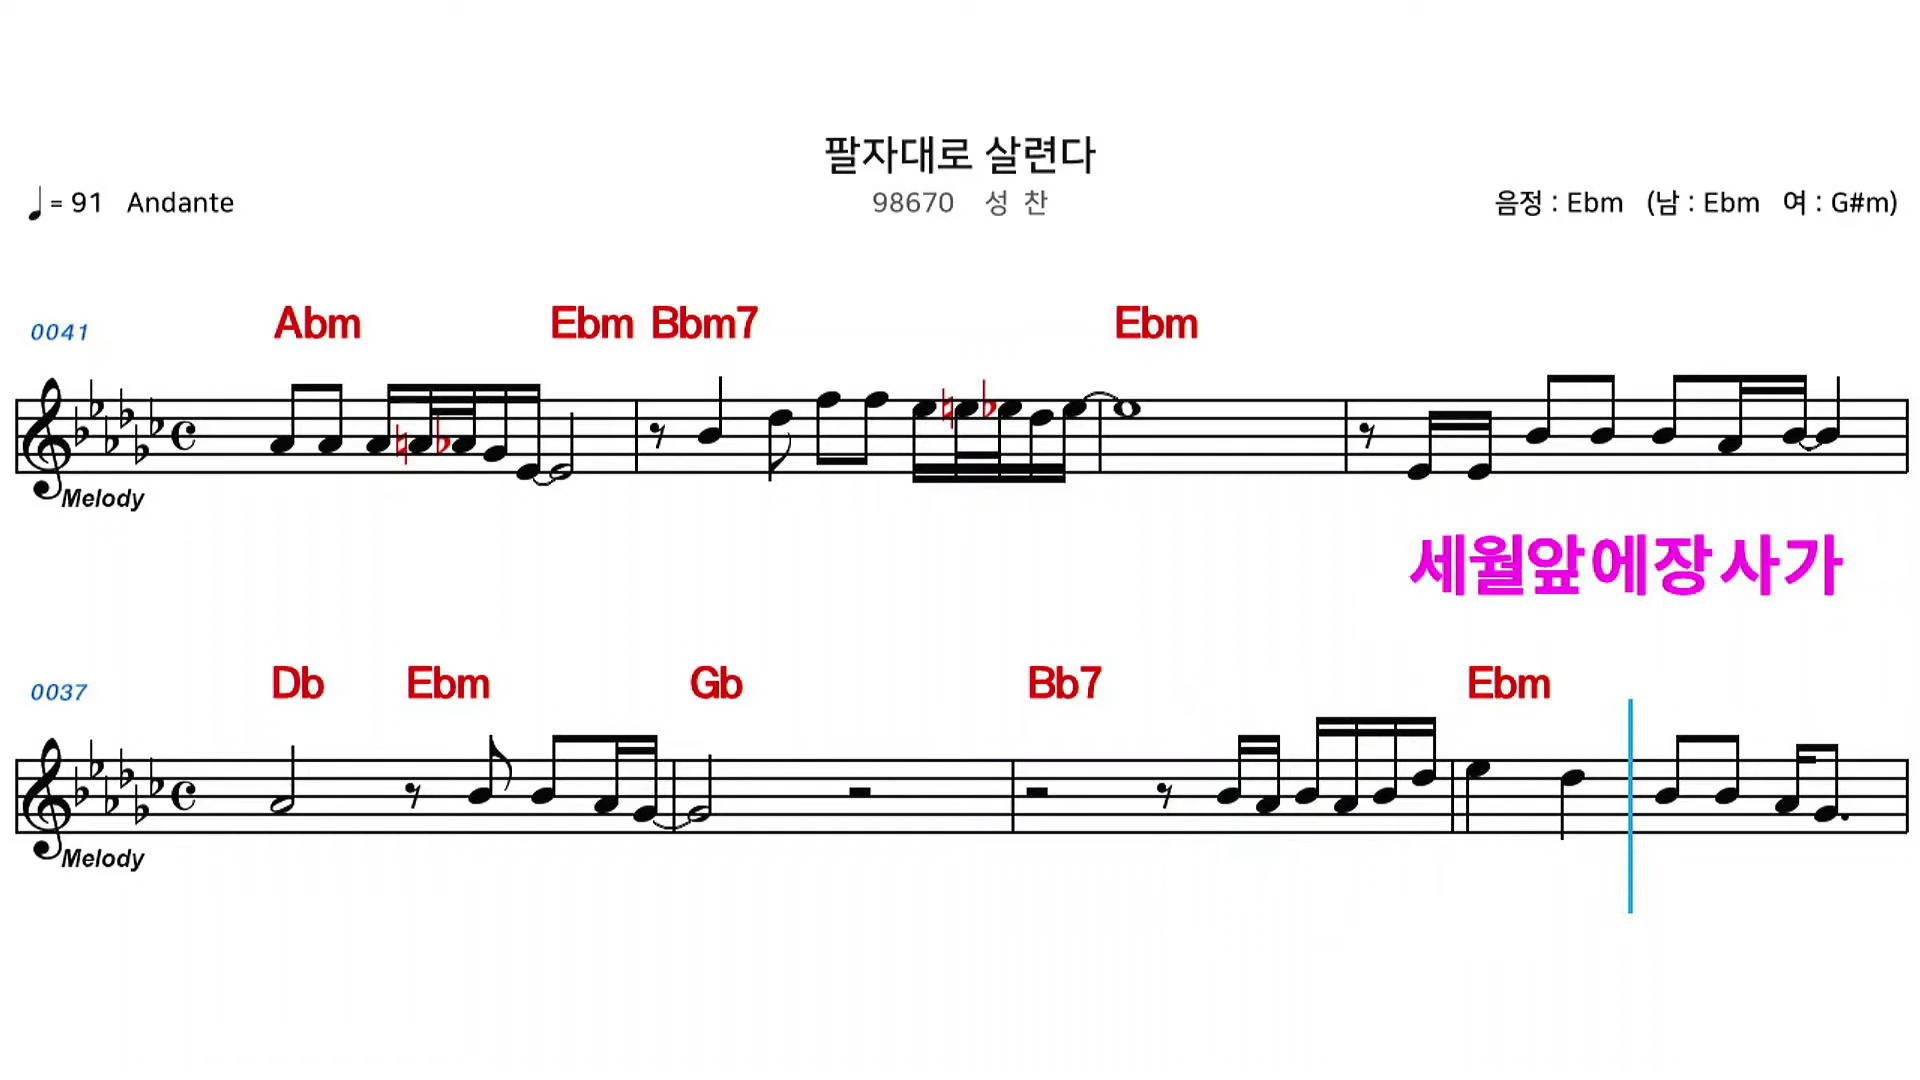 팔자대로 살련다
♩= 91 Andante
98670 성 찬
음정 : Ebm (남 : Ebm 여 : G#m)
0041
Abm Ebm Bbm7 Ebm
Melody
세월앞에장사가
0037
Db Ebm Gb Bb7 Ebm
Melody